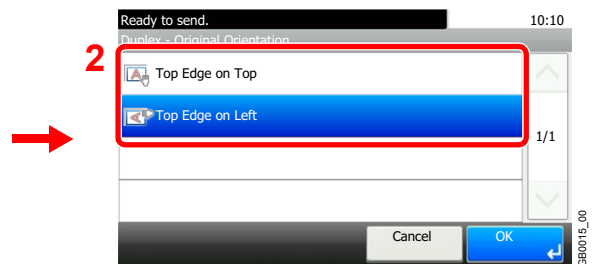 Ready to send.
10:10
Duplex - Original Orientation
2
Top Edge on Top
Top Edge on Left
1/1
Cancel
OK
GB0015_00